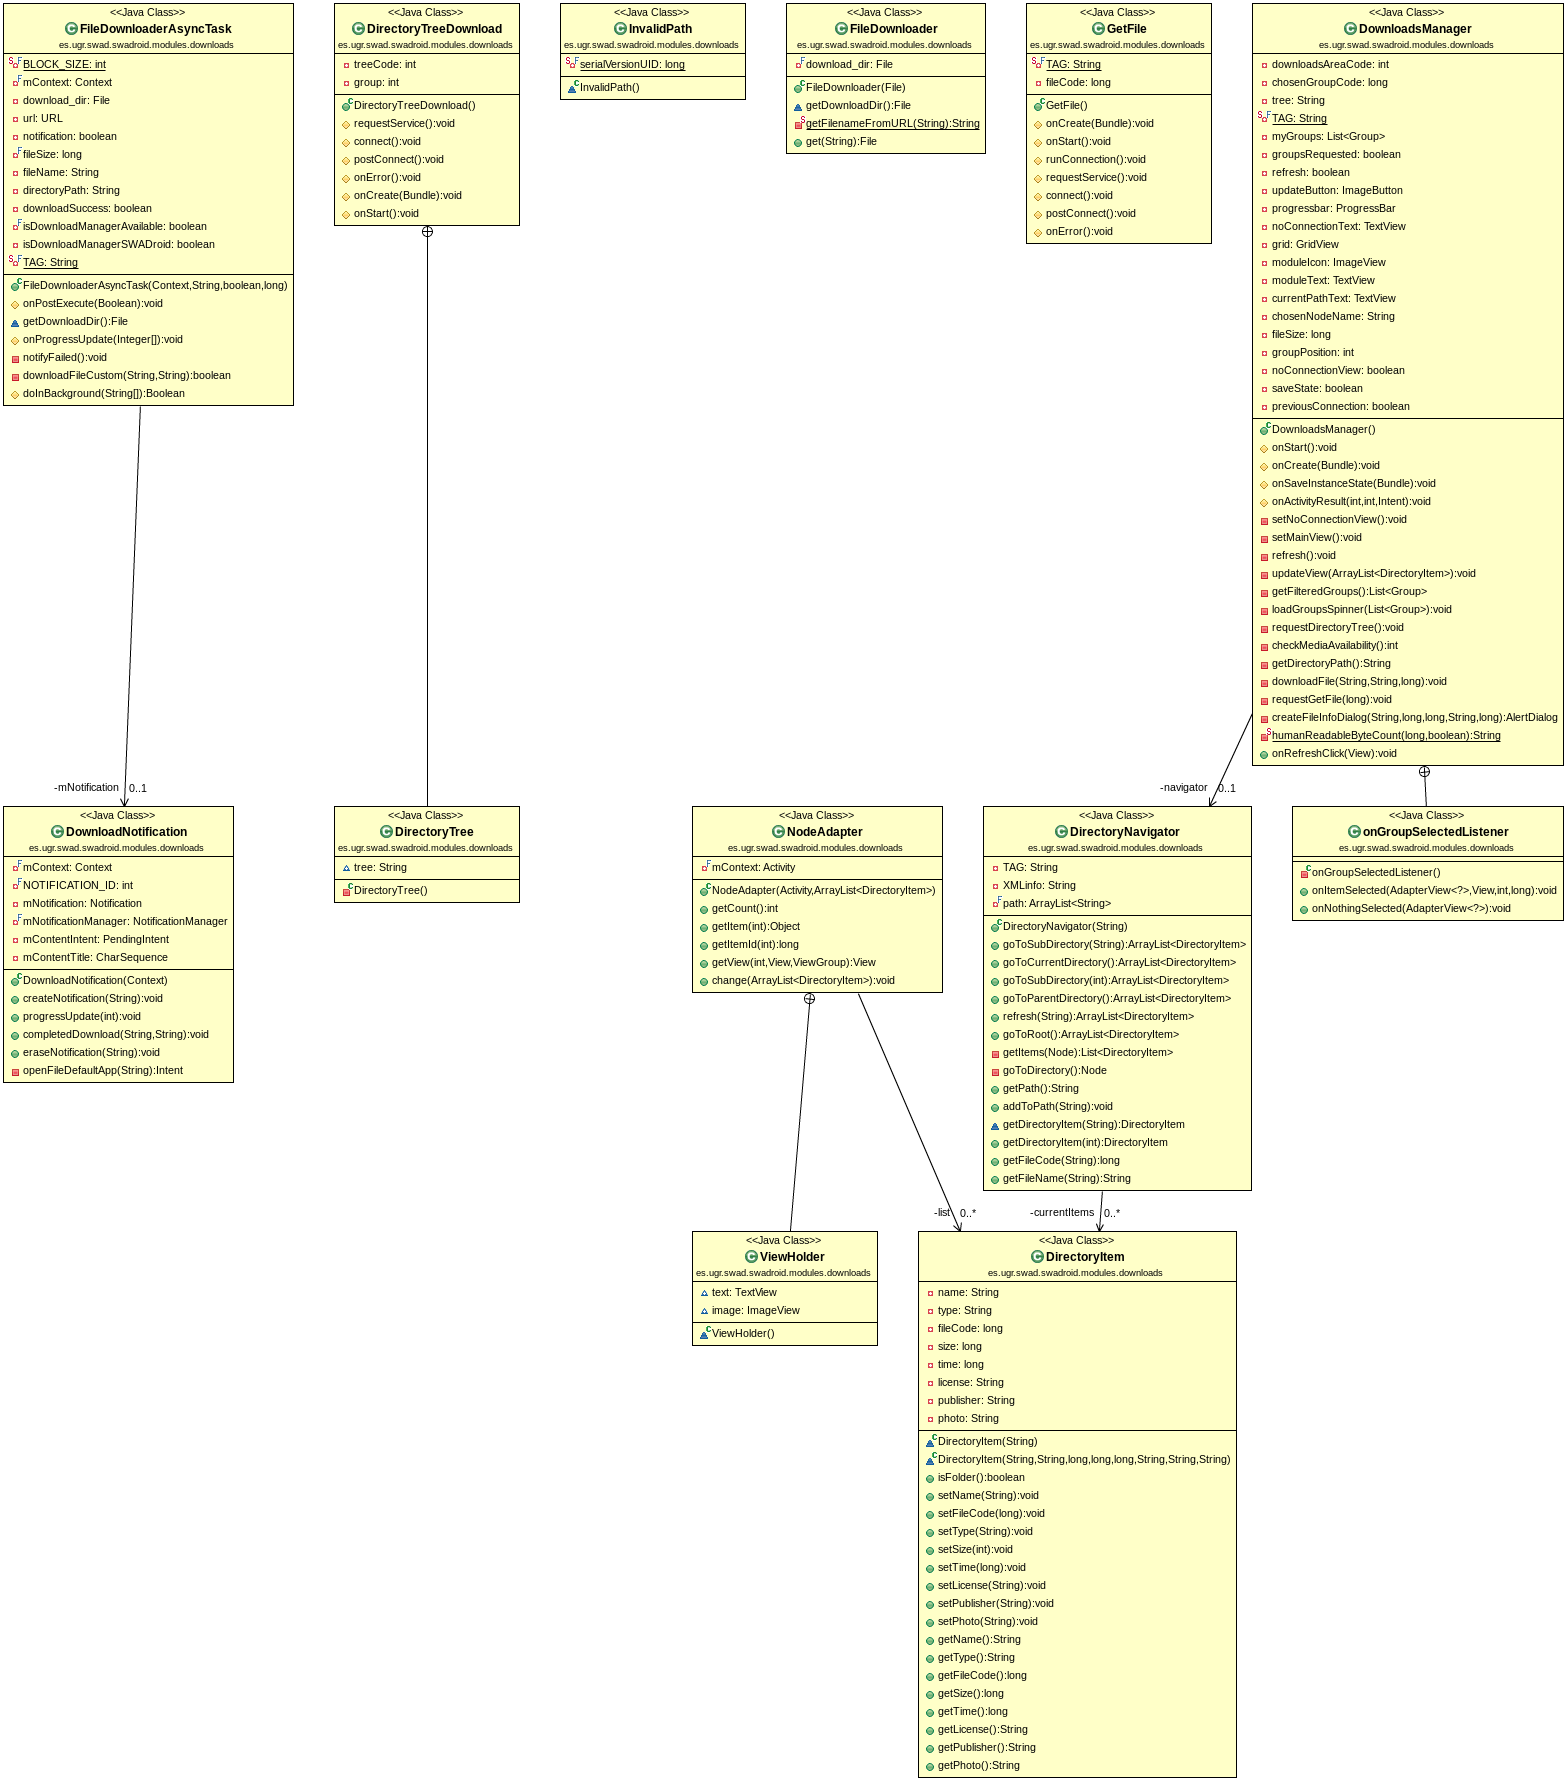 <<Java Class>>
FileDownloaderAsyncTask
es.ugr.swad.swadroid.modules.downloads
BLOCK_SIZE: int
mContext: Context
download_dir: File
url: URL
notification: boolean
fileSize: long
fileName: String
directoryPath: String
downloadSuccess: boolean
isDownloadManagerAvailable: boolean
isDownloadManagerSWADroid: boolean
TAG: String
FileDownloaderAsyncTask(Context,String,boolean,long)
onPostExecute(Boolean):void
getDownloadDir():File
onProgressUpdate(Integer[]):void
notifyFailed():void
downloadFileCustom(String,String):boolean
doInBackground(String[]):Boolean
<<Java Class>>
DirectoryTreeDownload
es.ugr.swad.swadroid.modules.downloads
treeCode: int
group: int
DirectoryTreeDownload()
requestService():void
connect():void
postConnect():void
onError():void
onCreate(Bundle):void
onStart():void
<<Java Class>>
InvalidPath
es.ugr.swad.swadroid.modules.downloads
serialVersionUID: long
InvalidPath()
<<Java Class>>
FileDownloader
es.ugr.swad.swadroid.modules.downloads
download_dir: File
FileDownloader(File)
getDownloadDir():File
getFilenameFromURL(String):String
get(String):File
<<Java Class>>
GetFile
es.ugr.swad.swadroid.modules.downloads
TAG: String
fileCode: long
GetFile()
onCreate(Bundle):void
onStart():void
runConnection():void
requestService():void
connect():void
postConnect():void
onError():void
<<Java Class>>
DownloadsManager
es.ugr.swad.swadroid.modules.downloads
downloadsAreaCode: int
chosenGroupCode: long
tree: String
TAG: String
myGroups: List<Group>
groupsRequested: boolean
refresh: boolean
updateButton: ImageButton
progressbar: ProgressBar
noConnectionText: TextView
grid: GridView
moduleIcon: ImageView
moduleText: TextView
currentPathText: TextView
chosenNodeName: String
fileSize: long
groupPosition: int
noConnectionView: boolean
saveState: boolean
previousConnection: boolean
DownloadsManager()
onStart():void
onCreate(Bundle):void
onSaveInstanceState(Bundle):void
onActivityResult(int,int,Intent):void
setNoConnectionView():void
setMainView():void
refresh():void
updateView(ArrayList<DirectoryItem>):void
getFilteredGroups():List<Group>
loadGroupsSpinner(List<Group>):void
requestDirectoryTree():void
checkMediaAvailability():int
getDirectoryPath():String
downloadFile(String,String,long):void
requestGetFile(long):void
createFileInfoDialog(String,long,long,String,long):AlertDialog
humanReadableByteCount(long,boolean):String
onRefreshClick(View):void
-mNotification 0..1
-navigator 0..1
<<Java Class>>
DownloadNotification
es.ugr.swad.swadroid.modules.downloads
mContext: Context
NOTIFICATION_ID: int
mNotification: Notification
mNotificationManager: NotificationManager
mContentIntent: PendingIntent
mContentTitle: CharSequence
DownloadNotification(Context)
createNotification(String):void
progressUpdate(int):void
completedDownload(String,String):void
eraseNotification(String):void
openFileDefaultApp(String):Intent
<<Java Class>>
DirectoryTree
es.ugr.swad.swadroid.modules.downloads
tree: String
DirectoryTree()
<<Java Class>>
NodeAdapter
es.ugr.swad.swadroid.modules.downloads
mContext: Activity
NodeAdapter(Activity,ArrayList<DirectoryItem>)
getCount():int
getItem(int):Object
getItemId(int):long
getView(int,View,ViewGroup):View
change(ArrayList<DirectoryItem>):void
<<Java Class>>
DirectoryNavigator
es.ugr.swad.swadroid.modules.downloads
TAG: String
XMLinfo: String
path: ArrayList<String>
DirectoryNavigator(String)
goToSubDirectory(String):ArrayList<DirectoryItem>
goToCurrentDirectory():ArrayList<DirectoryItem>
goToSubDirectory(int):ArrayList<DirectoryItem>
goToParentDirectory():ArrayList<DirectoryItem>
refresh(String):ArrayList<DirectoryItem>
goToRoot():ArrayList<DirectoryItem>
getItems(Node):List<DirectoryItem>
goToDirectory():Node
getPath():String
addToPath(String):void
getDirectoryItem(String):DirectoryItem
getDirectoryItem(int):DirectoryItem
getFileCode(String):long
getFileName(String):String
<<Java Class>>
onGroupSelectedListener
es.ugr.swad.swadroid.modules.downloads
onGroupSelectedListener()
onItemSelected(AdapterView<?>,View,int,long):void
onNothingSelected(AdapterView<?>):void
-list 0..*
-currentItems 0..*
<<Java Class>>
ViewHolder
es.ugr.swad.swadroid.modules.downloads
text: TextView
image: ImageView
ViewHolder()
<<Java Class>>
DirectoryItem
es.ugr.swad.swadroid.modules.downloads
name: String
type: String
fileCode: long
size: long
time: long
license: String
publisher: String
photo: String
DirectoryItem(String)
DirectoryItem(String,String,long,long,long,String,String,String)
isFolder():boolean
setName(String):void
setFileCode(long):void
setType(String):void
setSize(int):void
setTime(long):void
setLicense(String):void
setPublisher(String):void
setPhoto(String):void
getName():String
getType():String
getFileCode():long
getSize():long
getTime():long
getLicense():String
getPublisher():String
getPhoto():String